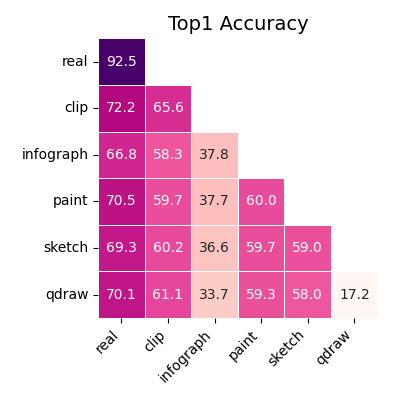 Top1 Accuracy
real 92.5
clip 72.2 65.6
infograph 66.8 58.3 37.8
paint 70.5 59.7 37.7 60.0
sketch 69.3 60.2 36.6 59.7 59.0
qdraw 70.1 61.1 33.7 59.3 58.0 17.2
real clip infograph paint sketch qdraw